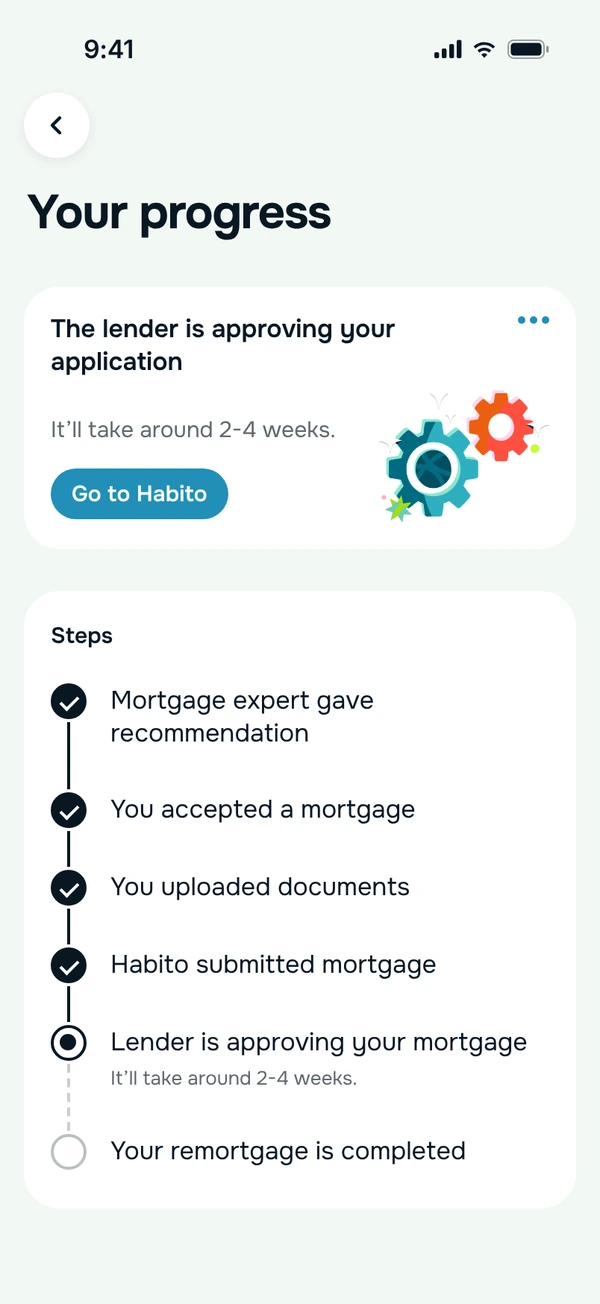 9:41
Your progress
The lender is approving your
application
It’ll take around 2-4 weeks.
Go to Habito
Steps
Mortgage expert gave
recommendation
You accepted a mortgage
You uploaded documents
Habito submitted mortgage
Lender is approving your mortgage
It’ll take around 2-4 weeks.
Your remortgage is completed